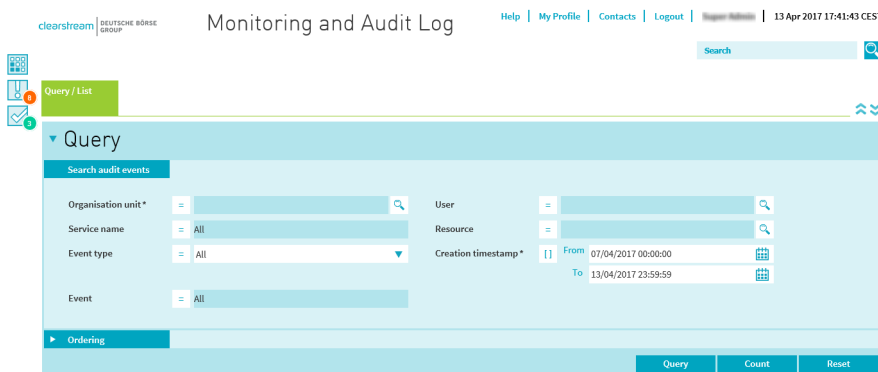 clearstream DEUTSCHE BÖRSE GROUP
Monitoring and Audit Log
Help My Profile Contacts Logout 13 Apr 2017 17:41:43 CEST
Search
8
3
Query / List
Query
Search audit events
Organisation unit * = User =
Service name = All Resource =
Event type = All Creation timestamp * [ ] From 07/04/2017 00:00:00
To 13/04/2017 23:59:59
Event = All
Ordering
Query Count Reset